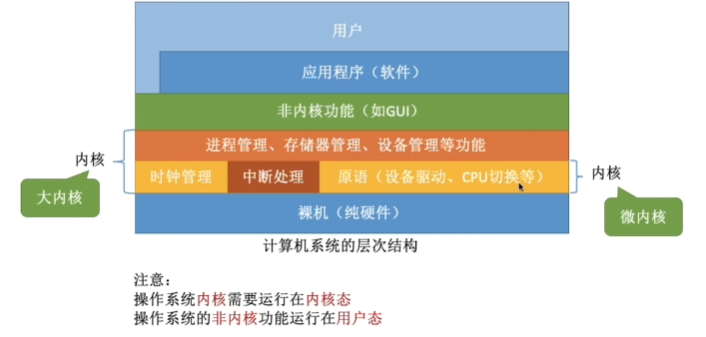 用户
应用程序（软件）
非内核功能（如GUI）
进程管理、存储器管理、设备管理等功能
内核
大内核
时钟管理
中断处理
原语（设备驱动、CPU切换等）
内核
微内核
裸机（纯硬件）
计算机系统的层次结构
注意：
操作系统内核需要运行在内核态
操作系统的非内核功能运行在用户态